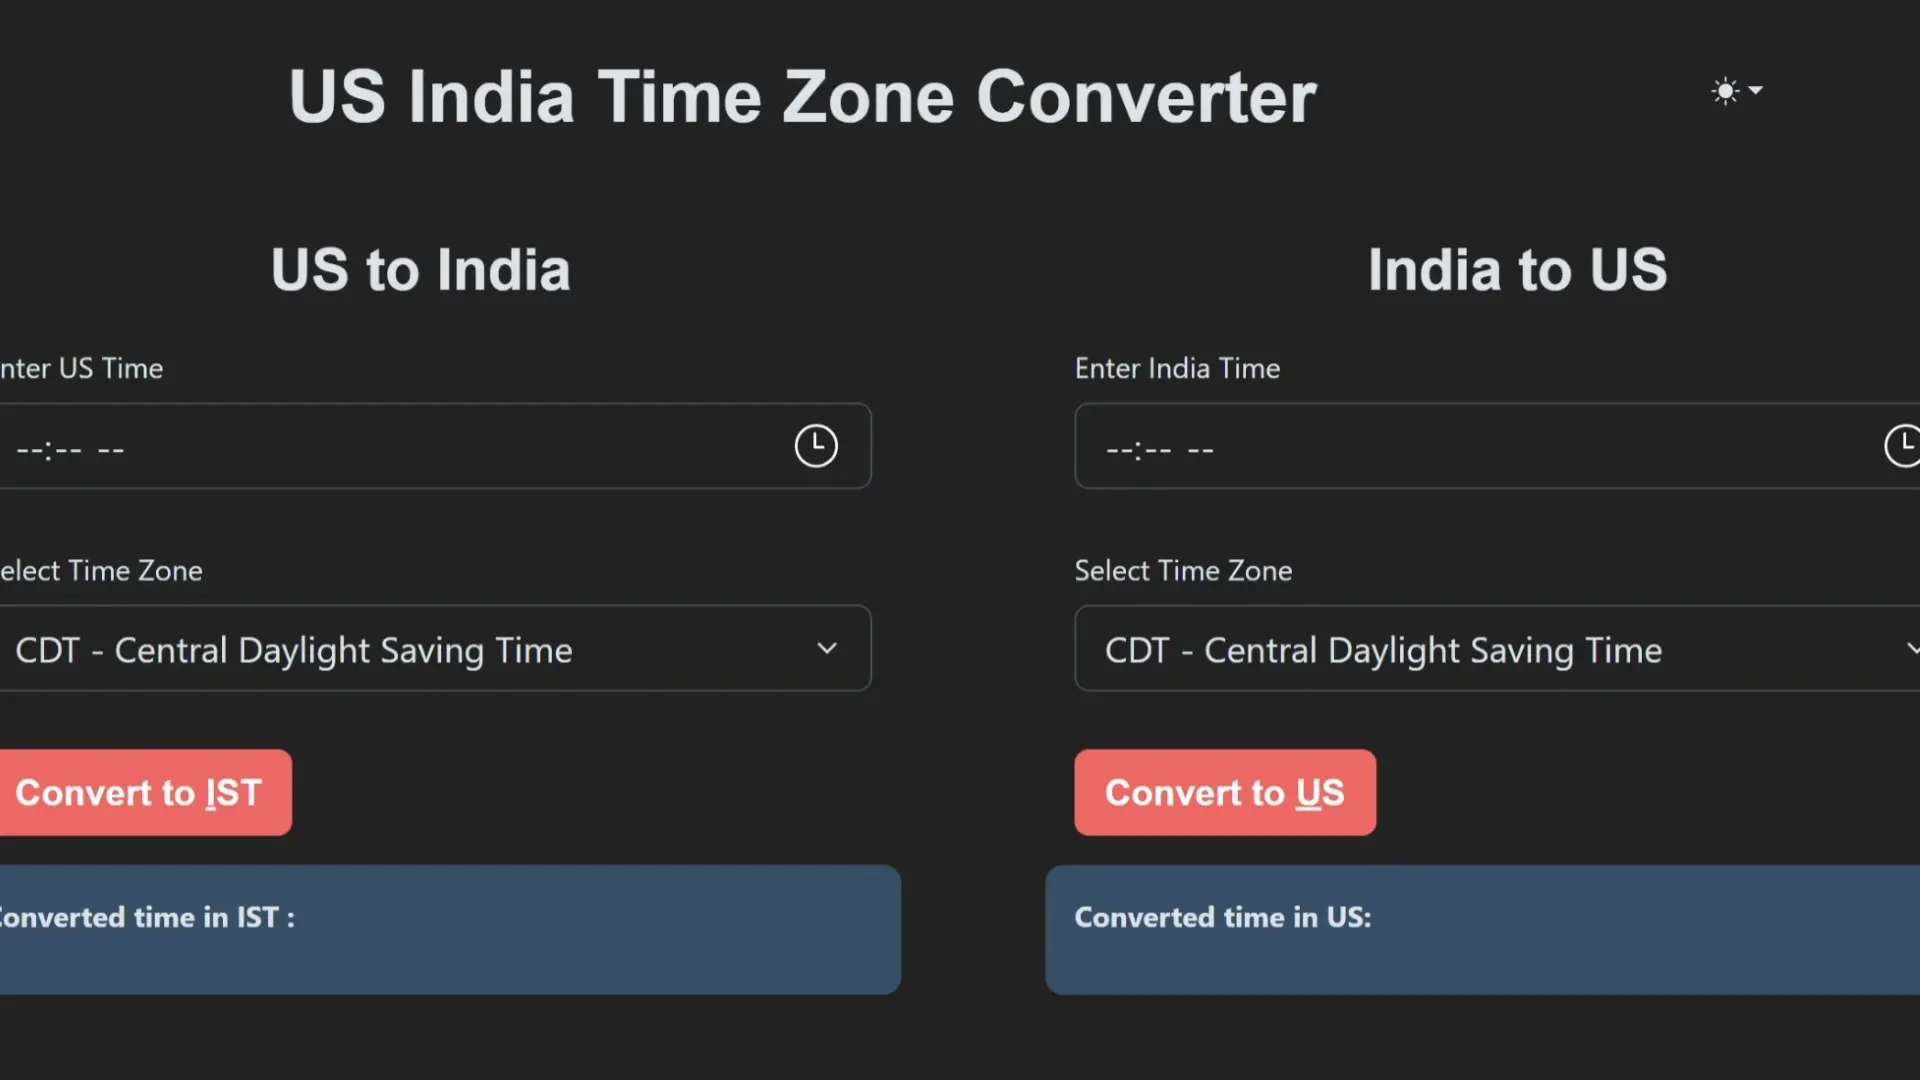 US India Time Zone Converter
US to India
nter US Time
--:-- --
elect Time Zone
CDT - Central Daylight Saving Time
Convert to IST
onverted time in IST :
India to US
Enter India Time
--:-- --
Select Time Zone
CDT - Central Daylight Saving Time
Convert to US
Converted time in US: